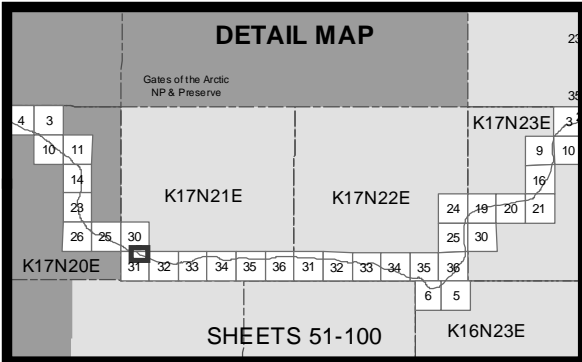 DETAIL MAP
23
Gates of the Arctic
NP & Preserve
35
4 3
K17N23E
3
10 11
9 10
14
16
K17N21E
K17N22E
23
24 19 20 21
26 25 30
25 30
K17N20E
31 32 33 34 35 36 31 32 33 34 35 36
6 5
SHEETS 51-100
K16N23E